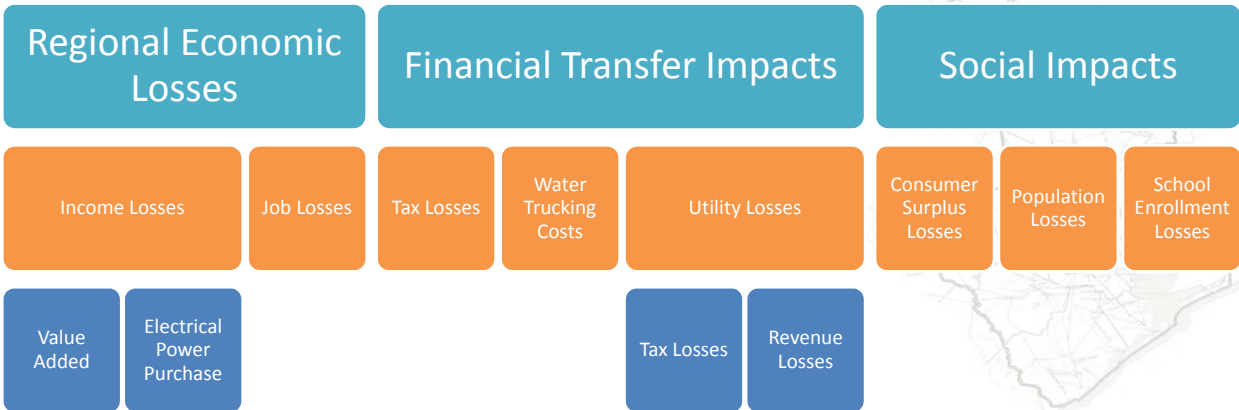 Regional Economic
Losses
Financial Transfer Impacts
Social Impacts
Income Losses
Job Losses
Tax Losses
Water
Trucking
Costs
Utility Losses
Consumer
Surplus
Losses
Population
Losses
School
Enrollment
Losses
Value
Added
Electrical
Power
Purchase
Tax Losses
Revenue
Losses